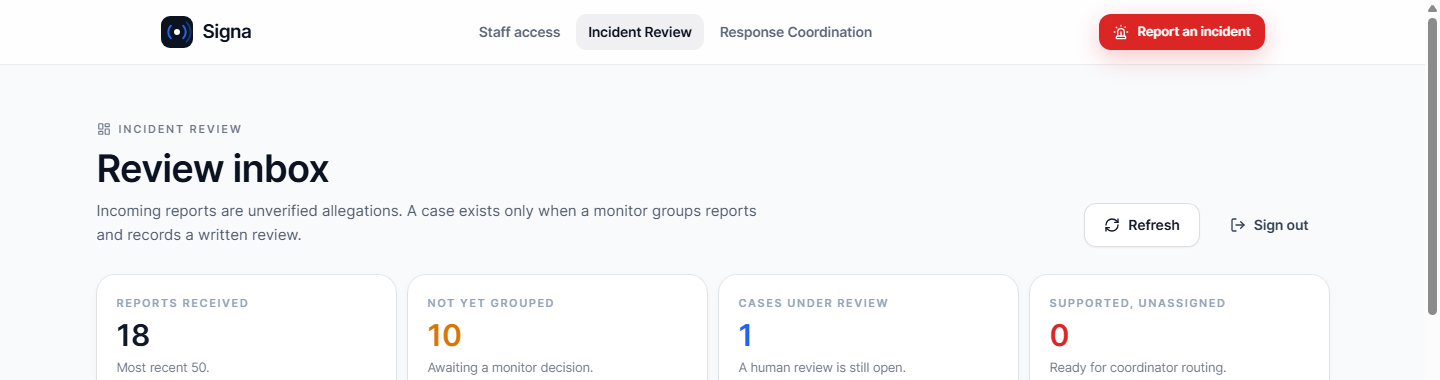 Signa
Staff access
Incident Review
Response Coordination
Report an incident
INCIDENT REVIEW
Review inbox
Incoming reports are unverified allegations. A case exists only when a monitor groups reports
and records a written review.
Refresh
Sign out
REPORTS RECEIVED
18
Most recent 50.
NOT YET GROUPED
10
Awaiting a monitor decision.
CASES UNDER REVIEW
1
A human review is still open.
SUPPORTED, UNASSIGNED
0
Ready for coordinator routing.